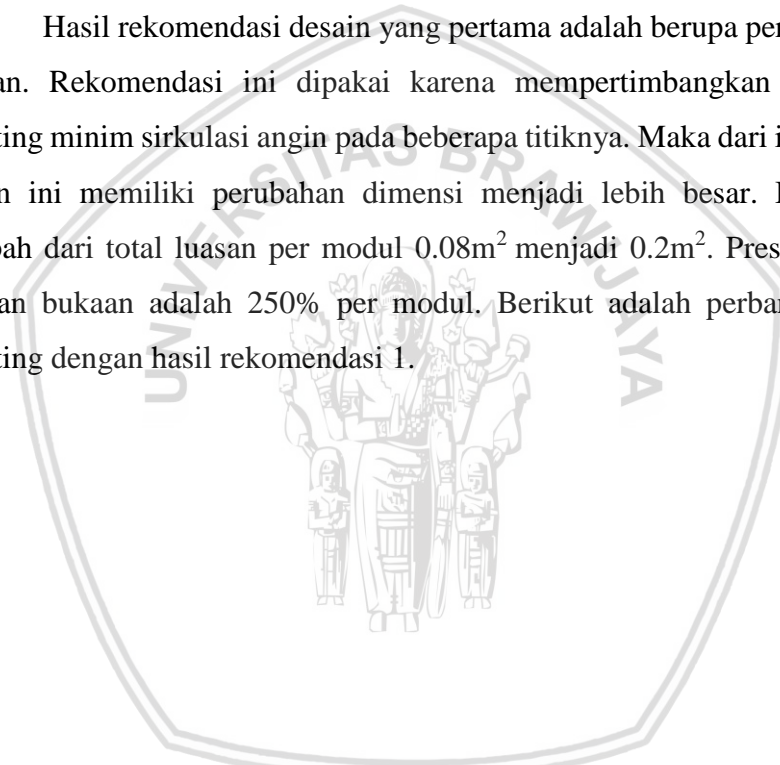 Hasil rekomendasi desain yang pertama adalah berupa per
an. Rekomendasi ini dipakai karena mempertimbangkan
ting minim sirkulasi angin pada beberapa titiknya. Maka dari i
n ini memiliki perubahan dimensi menjadi lebih besar.
bah dari total luasan per modul 0.08m² menjadi 0.2m². Pres
an bukaan adalah 250% per modul. Berikut adalah perbar
ting dengan hasil rekomendasi 1.
UNIVERSITAS BRAWIJAYA